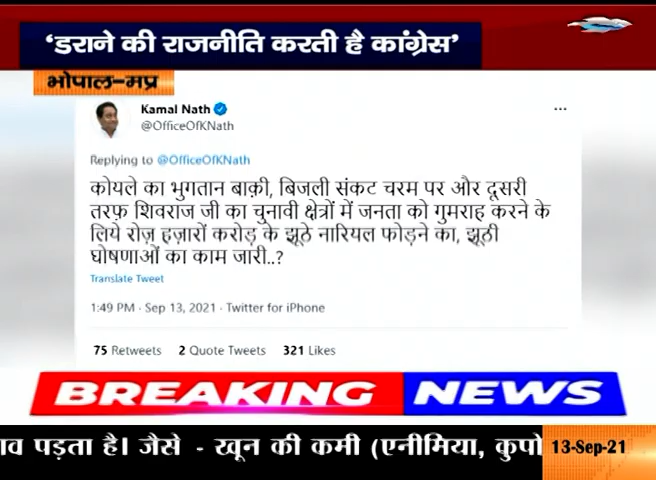 ‘डराने की राजनीति करती है कांग्रेस’
भोपाल-मप्र
Kamal Nath
@OfficeOfKNath
Replying to @OfficeOfKNath
कोयले का भुगतान बाक़ी, बिजली संकट चरम पर और दूसरी
तरफ़ शिवराज जी का चुनावी क्षेत्रों में जनता को गुमराह करने के
लिये रोज़ हज़ारों करोड़ के झूठे नारियल फोड़ने का, झूठी
घोषणाओं का काम जारी..?
Translate Tweet
1:49 PM · Sep 13, 2021 · Twitter for iPhone
75 Retweets 2 Quote Tweets 321 Likes
BREAKING NEWS
पड़ता है। जैसे - खून की कमी (एनीमिया, 13-Sep-21